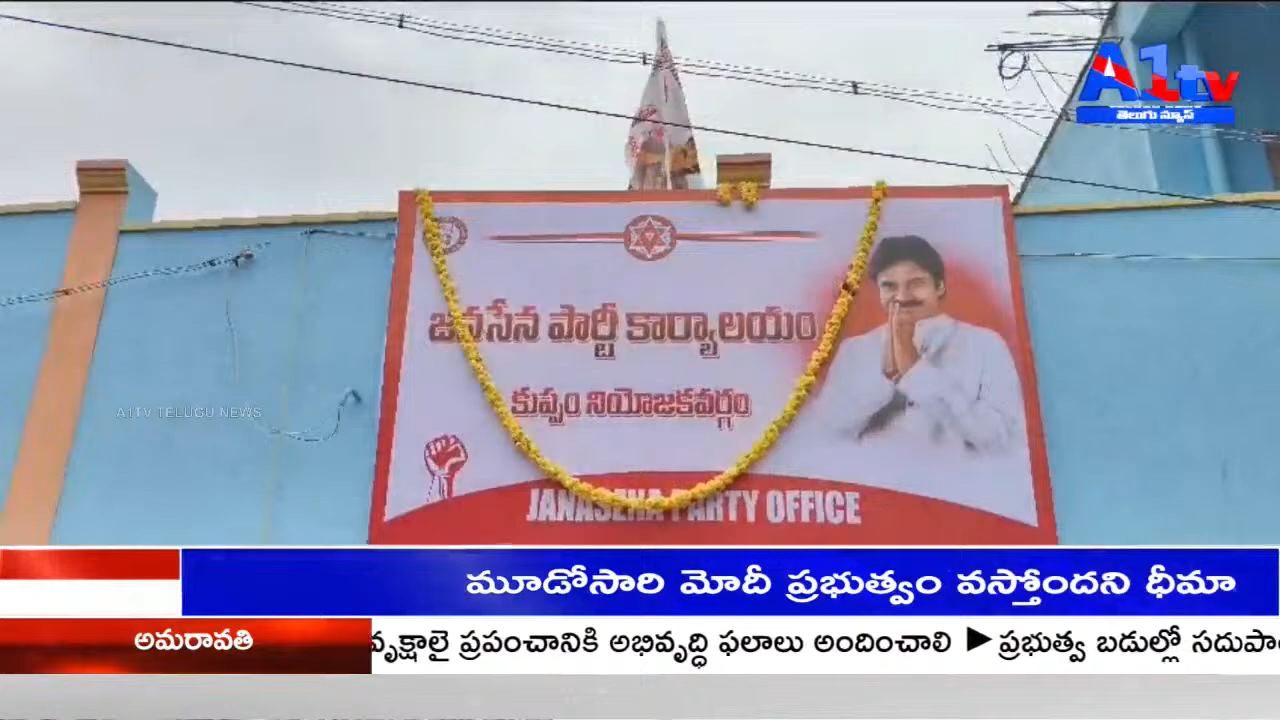 A1tv
తెలుగు న్యూస్
జనసేన పార్టీ కార్యాలయం
కుప్పం నియోజకవర్గం
A1TV TELUGU NEWS
JANASENA PARTY OFFICE
మూడోసారి మోదీ ప్రభుత్వం వస్తోందని ధీమా
అమరావతి
వృక్షాలై ప్రపంచానికి అభివృద్ధి ఫలాలు అందించాలి ▶ ప్రభుత్వ బడుల్లో